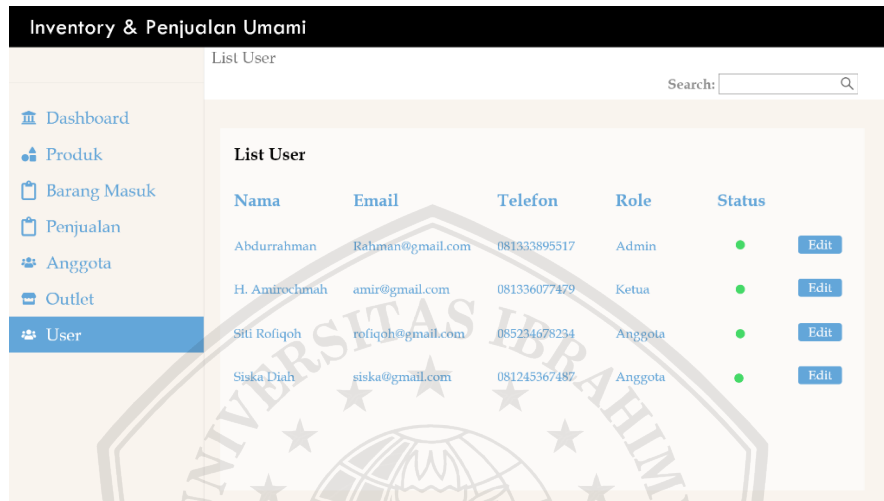 Inventory & Penjualan Umami
List User
Search:
Dashboard
Produk
Barang Masuk
Penjualan
Anggota
Outlet
User
List User
Nama Email Telefon Role Status
Abdurrahman Rahman@gmail.com 081333895517 Admin Edit
H. Amirochmah amir@gmail.com 081336077479 Ketua Edit
Siti Rofiqoh rofiqoh@gmail.com 085234678234 Anggota Edit
Siska Diah siska@gmail.com 081245367487 Anggota Edit
UNIVERSITAS IBRAHIM